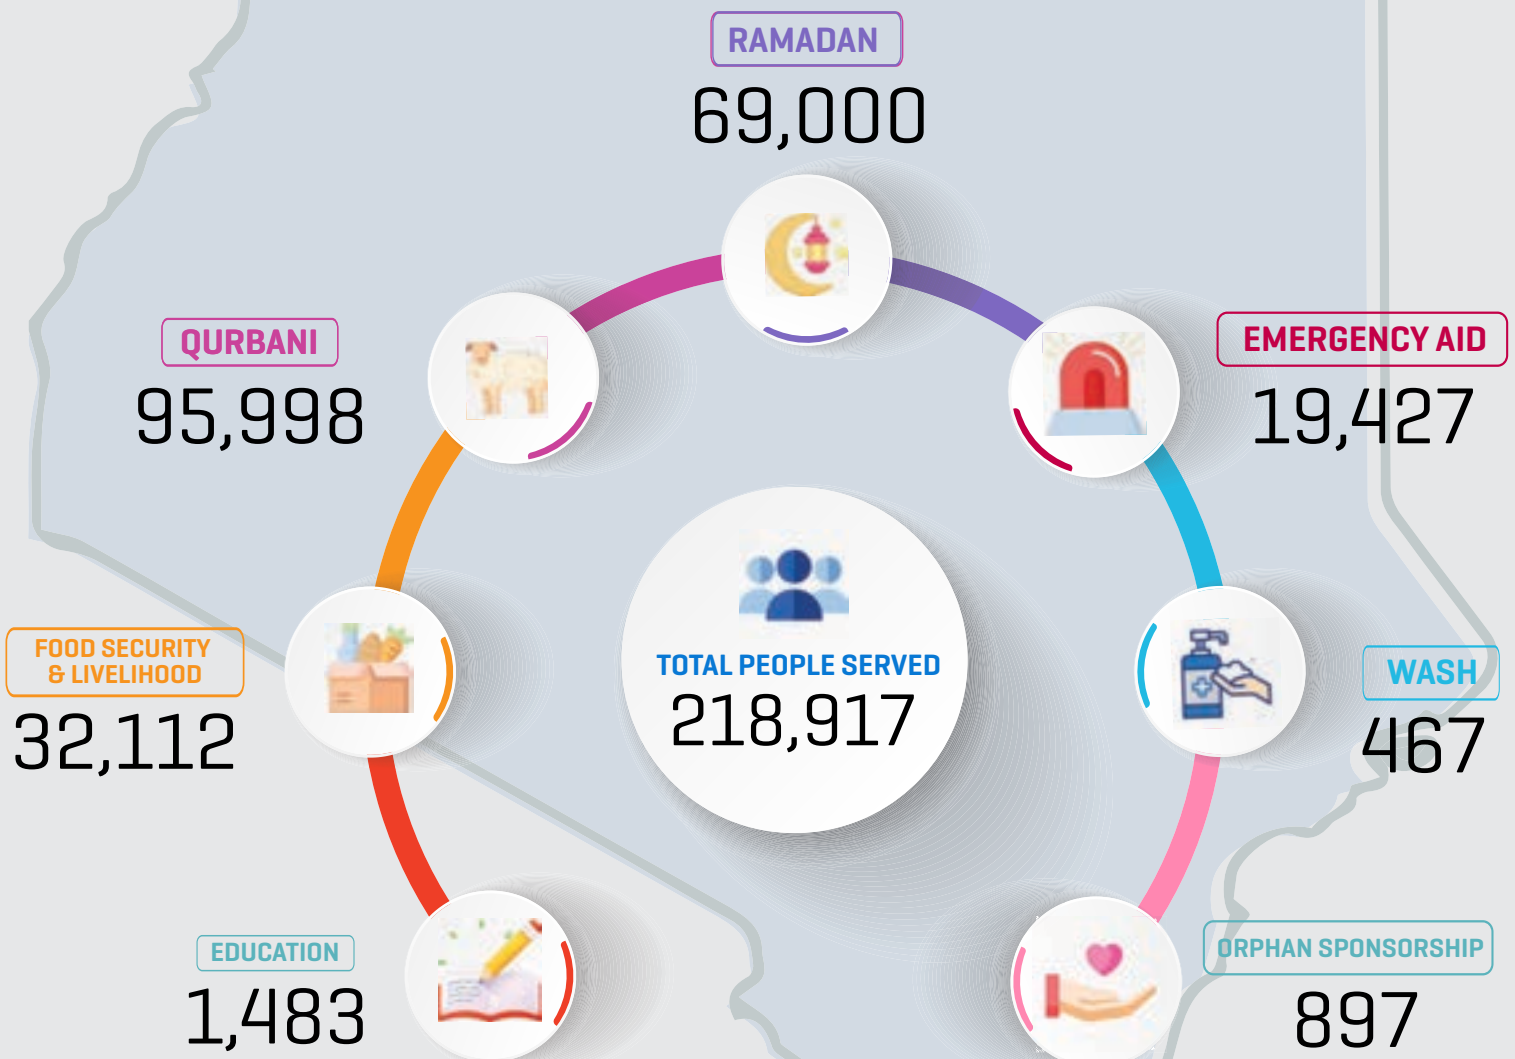 RAMADAN
69,000
QURBANI
95,998
EMERGENCY AID
19,427
TOTAL PEOPLE SERVED
218,917
FOOD SECURITY
& LIVELIHOOD
32,112
WASH
467
EDUCATION
1,483
ORPHAN SPONSORSHIP
897